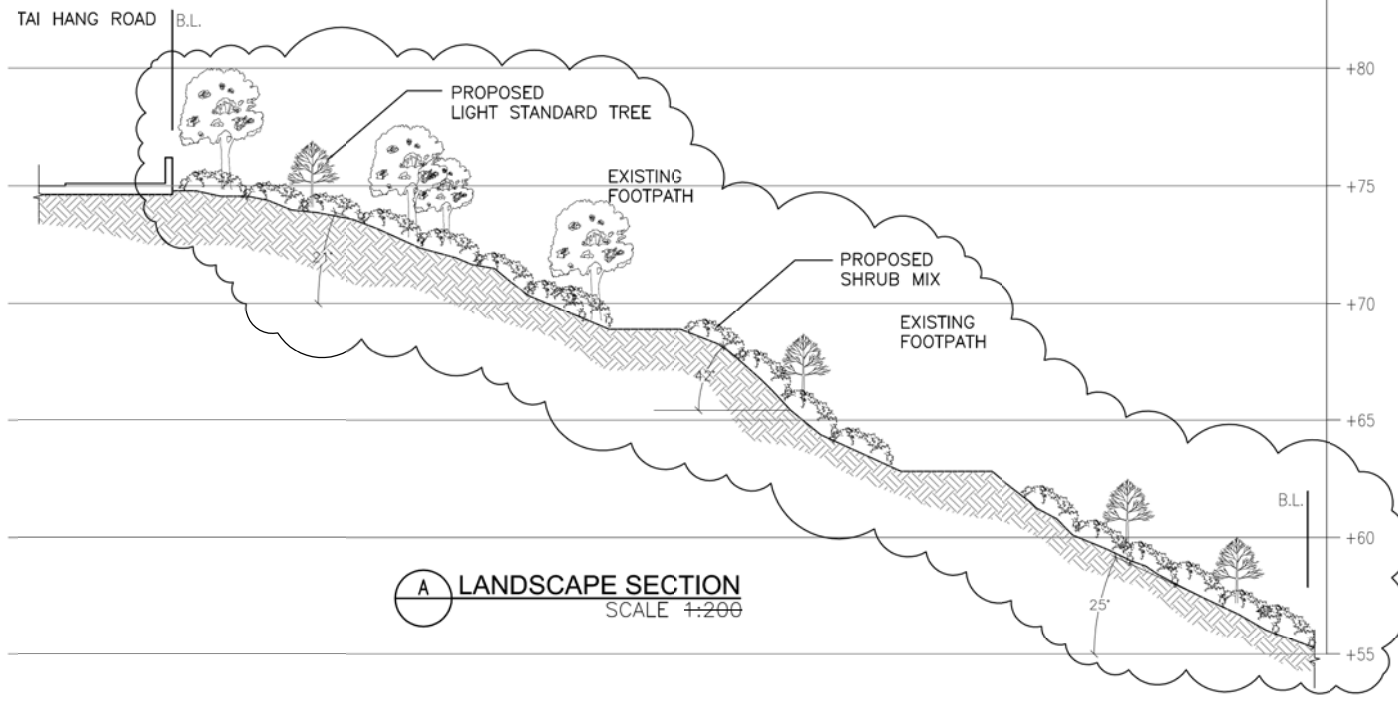 TAI HANG ROAD
B.L.
+80
PROPOSED
LIGHT STANDARD TREE
EXISTING
FOOTPATH
+75
PROPOSED
SHRUB MIX
+70
EXISTING
FOOTPATH
42°
+65
B.L.
+60
A
LANDSCAPE SECTION
SCALE 1:200
25°
+55